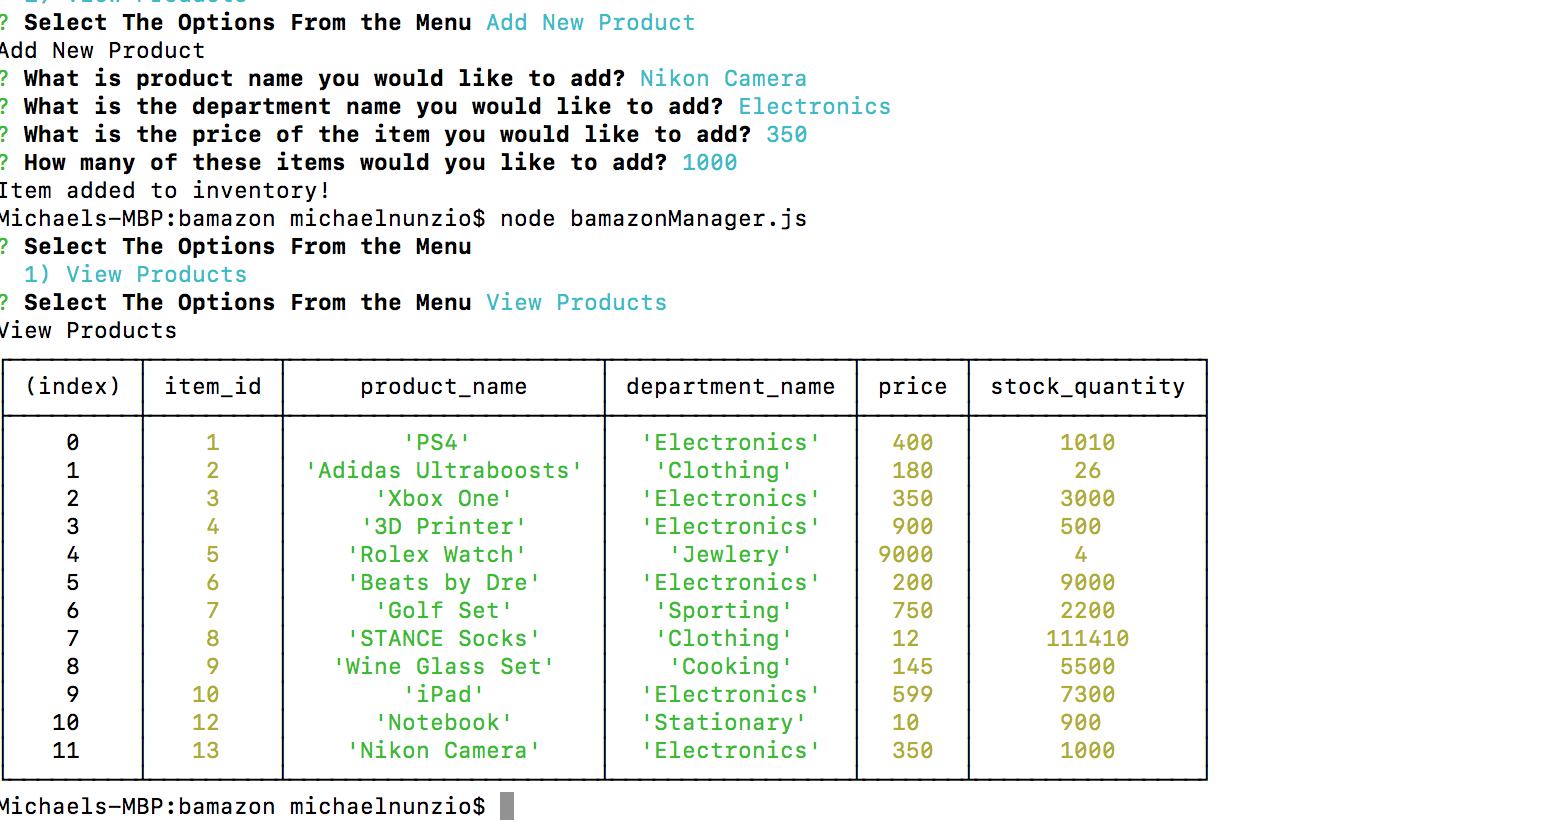 2) View Products
? Select The Options From the Menu Add New Product
Add New Product
? What is product name you would like to add? Nikon Camera
? What is the department name you would like to add? Electronics
? What is the price of the item you would like to add? 350
? How many of these items would you like to add? 1000
Item added to inventory!
Michaels-MBP:bamazon michaelnunzio$ node bamazonManager.js
? Select The Options From the Menu
1) View Products
? Select The Options From the Menu View Products
View Products
(index) item_id product_name department_name price stock_quantity
0 1 'PS4' 'Electronics' 400 1010
1 2 'Adidas Ultraboosts' 'Clothing' 180 26
2 3 'Xbox One' 'Electronics' 350 3000
3 4 '3D Printer' 'Electronics' 900 500
4 5 'Rolex Watch' 'Jewlery' 9000 4
5 6 'Beats by Dre' 'Electronics' 200 9000
6 7 'Golf Set' 'Sporting' 750 2200
7 8 'STANCE Socks' 'Clothing' 12 111410
8 9 'Wine Glass Set' 'Cooking' 145 5500
9 10 'iPad' 'Electronics' 599 7300
10 12 'Notebook' 'Stationary' 10 900
11 13 'Nikon Camera' 'Electronics' 350 1000
Michaels-MBP:bamazon michaelnunzio$